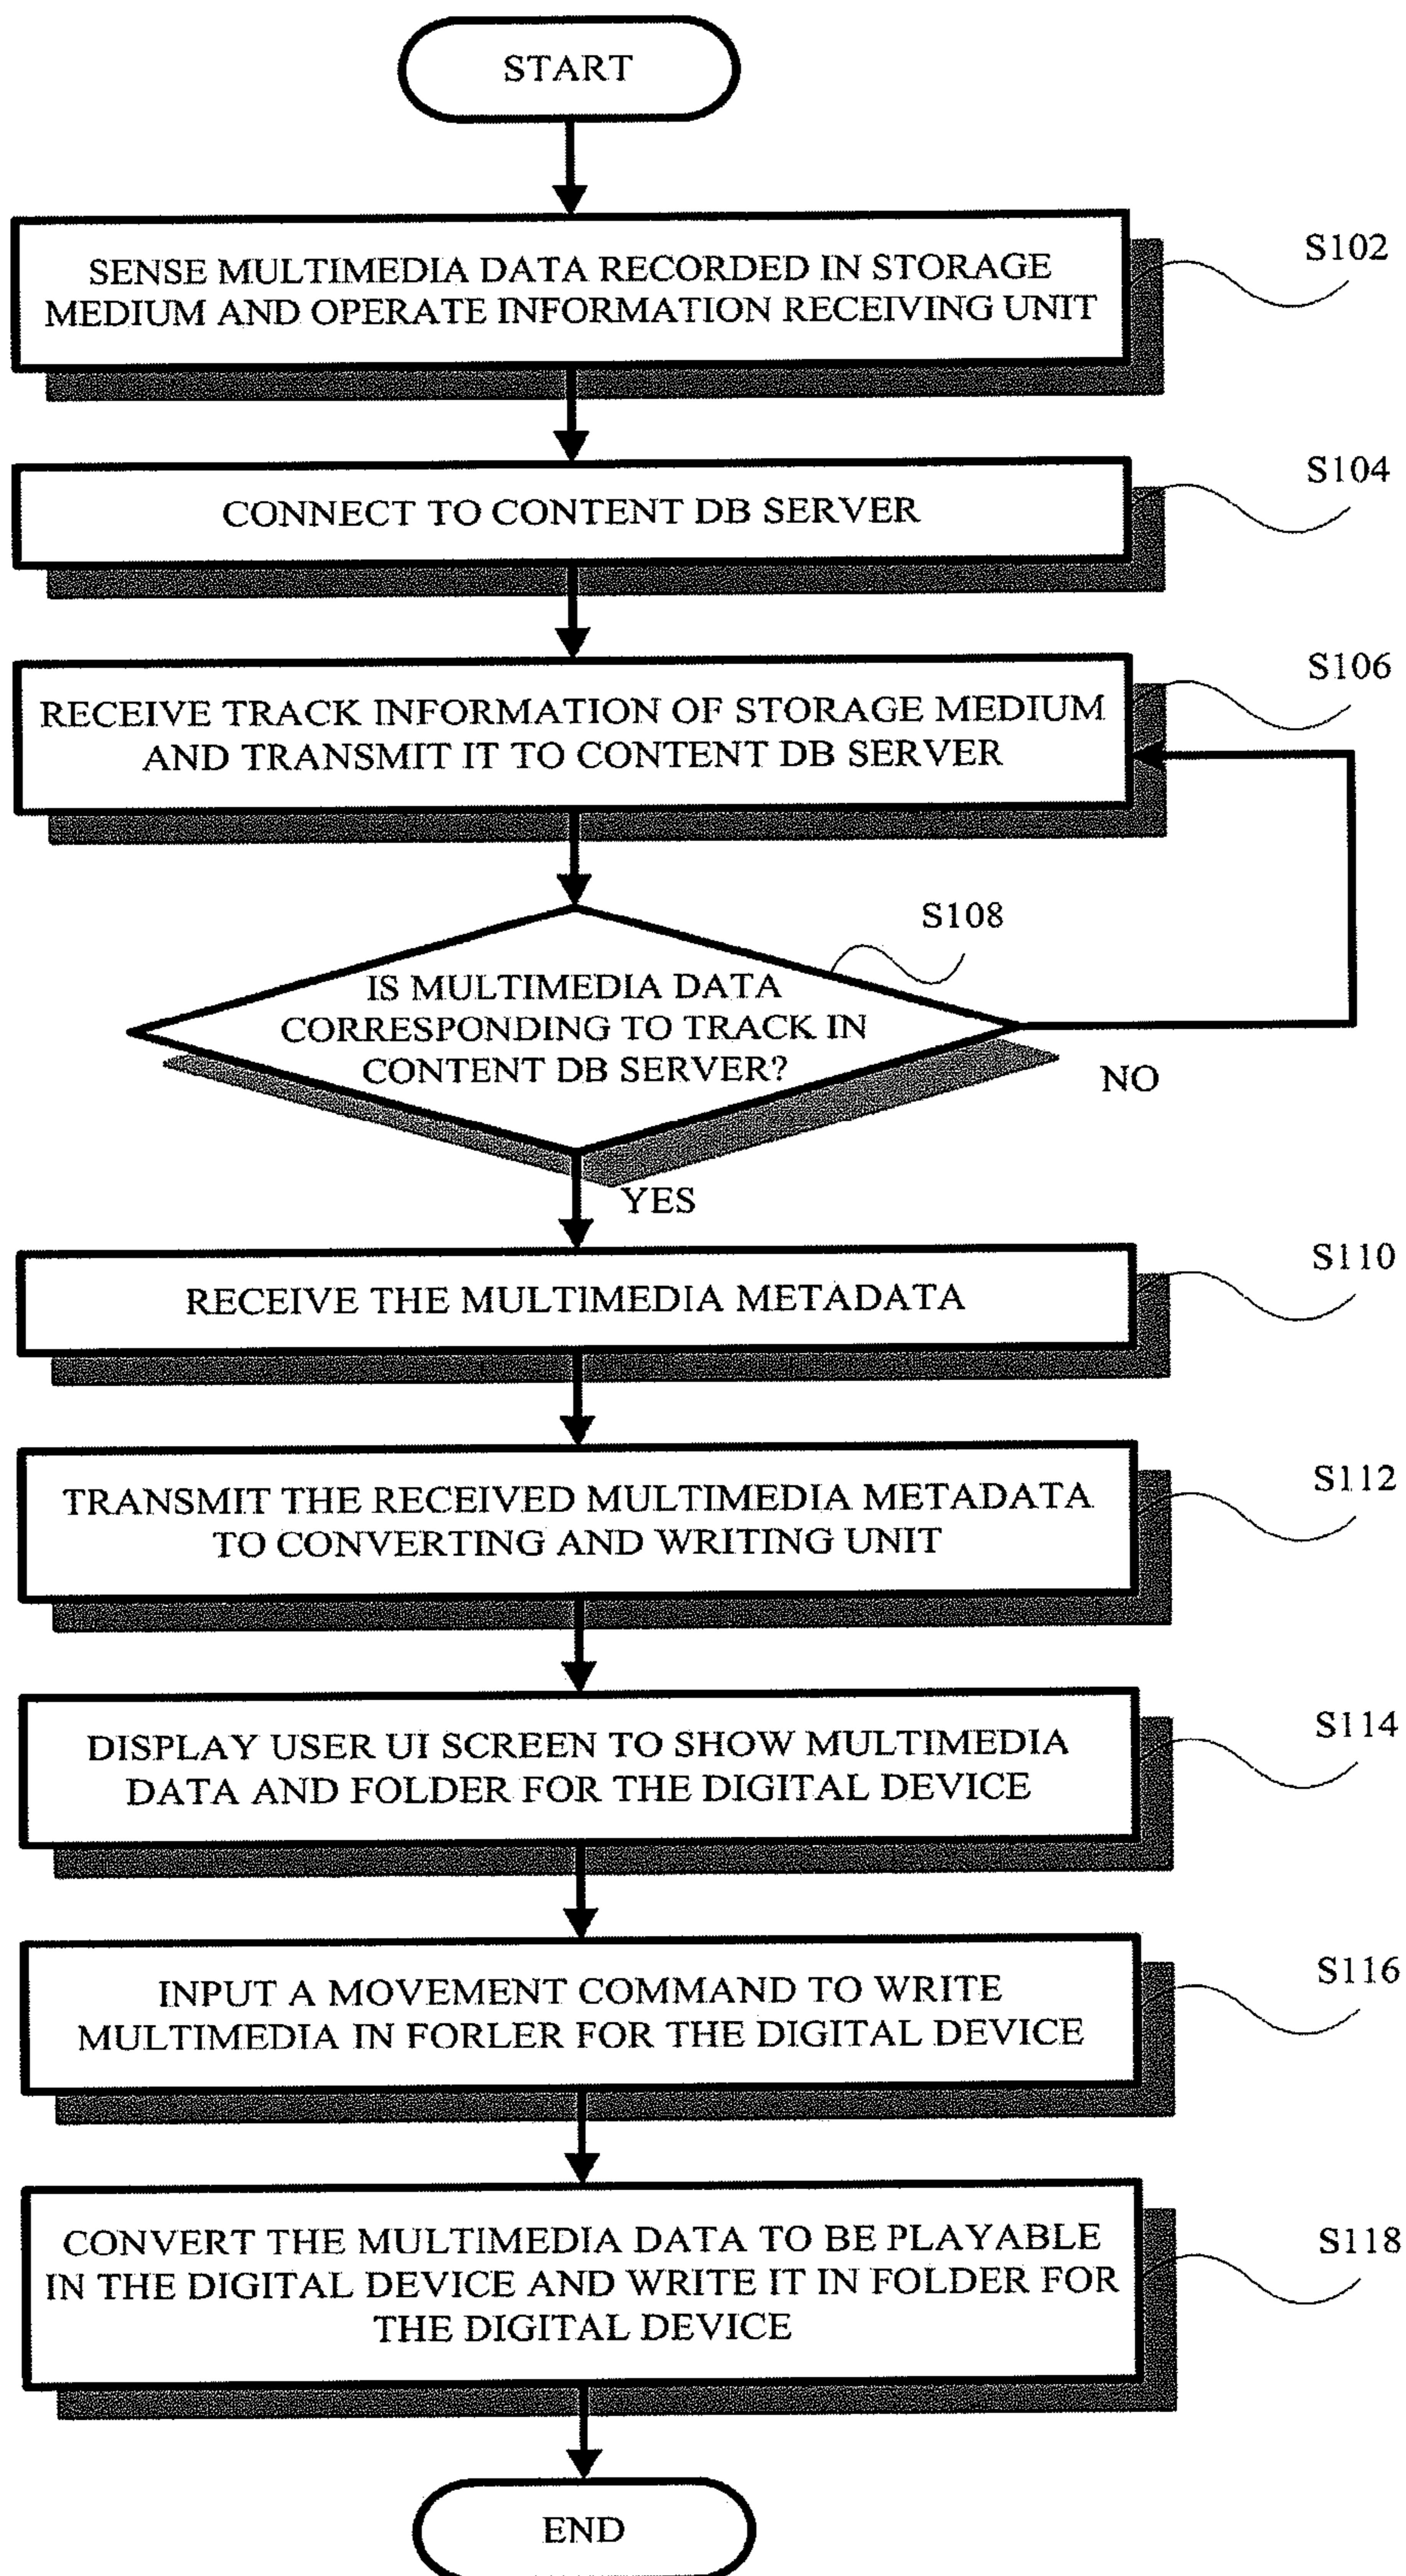 START
S102
SENSE MULTIMEDIA DATA RECORDED IN STORAGE
MEDIUM AND OPERATE INFORMATION RECEIVING UNIT
S104
CONNECT TO CONTENT DB SERVER
S106
RECEIVE TRACK INFORMATION OF STORAGE MEDIUM
AND TRANSMIT IT TO CONTENT DB SERVER
S108
IS MULTIMEDIA DATA
CORRESPONDING TO TRACK IN
CONTENT DB SERVER?
NO
YES
S110
RECEIVE THE MULTIMEDIA METADATA
S112
TRANSMIT THE RECEIVED MULTIMEDIA METADATA
TO CONVERTING AND WRITING UNIT
S114
DISPLAY USER UI SCREEN TO SHOW MULTIMEDIA
DATA AND FOLDER FOR THE DIGITAL DEVICE
S116
INPUT A MOVEMENT COMMAND TO WRITE
MULTIMEDIA IN FORLER FOR THE DIGITAL DEVICE
S118
CONVERT THE MULTIMEDIA DATA TO BE PLAYABLE
IN THE DIGITAL DEVICE AND WRITE IT IN FOLDER FOR
THE DIGITAL DEVICE
END